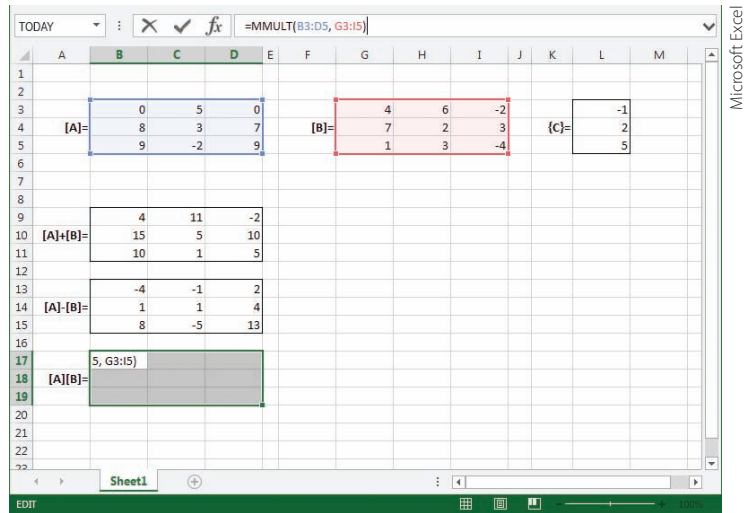 TODAY =MMULT(B3:D5, G3:I5)
A B C D E F G H I J K L M
1
2
3 0 5 0 4 6 -2 -1
4 [A]= 8 3 7 [B]= 7 2 3 {C}= 2
5 9 -2 9 1 3 -4 5
6
7
8
9 4 11 -2
10 [A]+[B]= 15 5 10
11 10 1 5
12
13 -4 -1 2
14 [A]-[B]= 1 1 4
15 8 -5 13
16
17 5, G3:I5)
18 [A][B]=
19
20
21
22
23
Sheet1
EDIT 100%
Microsoft Excel